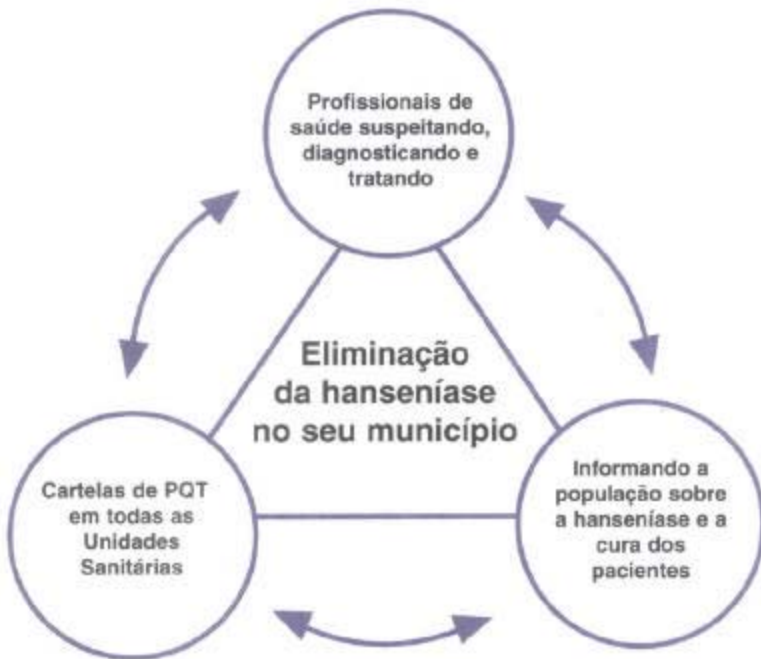 Profissionais de
saúde suspeitando,
diagnosticando e
tratando
Eliminação
da hanseníase
no seu município
Cartelas de PQT
em todas as
Unidades
Sanitárias
Informando a
população sobre
a hanseníase e a
cura dos
pacientes